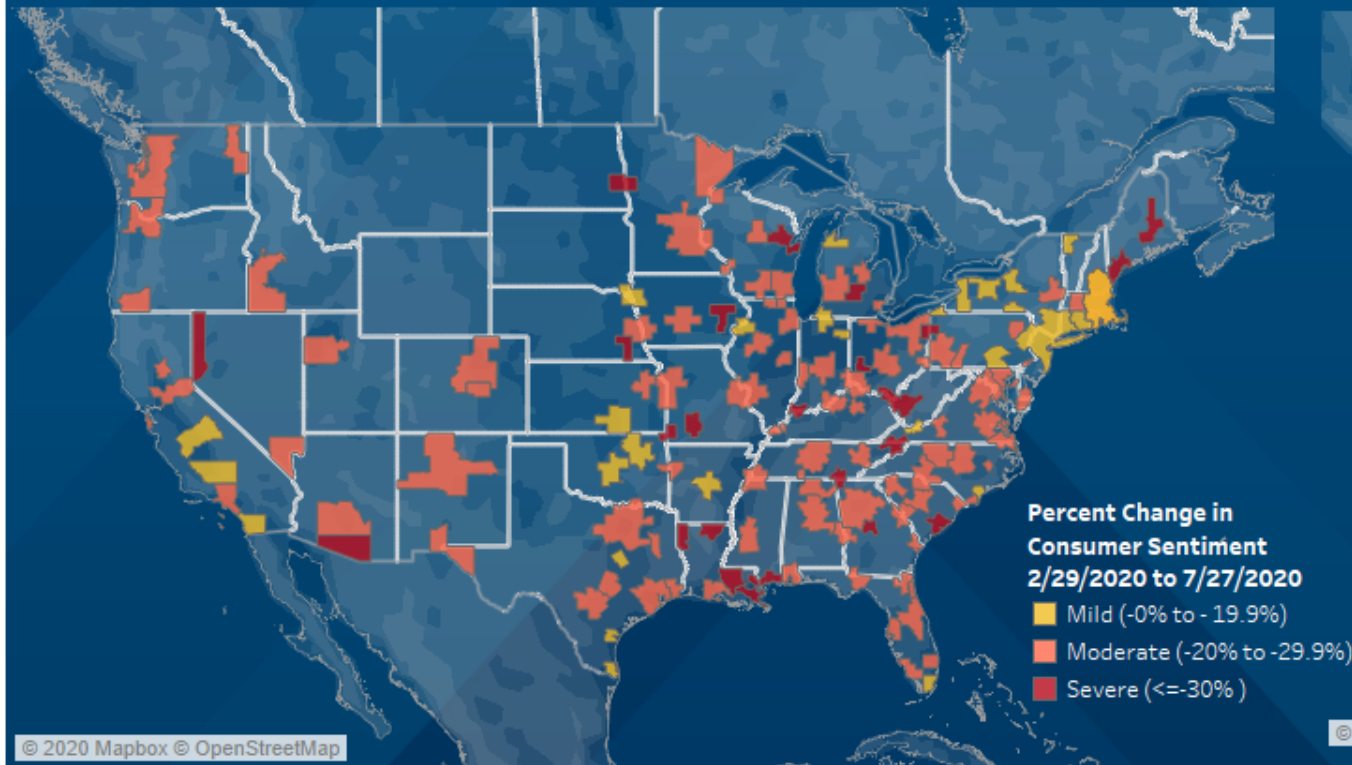 Percent Change in
Consumer Sentiment
2/29/2020 to 7/27/2020
Mild (-0% to - 19.9%)
Moderate (-20% to -29.9%)
Severe (<=-30% )
© 2020 Mapbox © OpenStreetMap
©